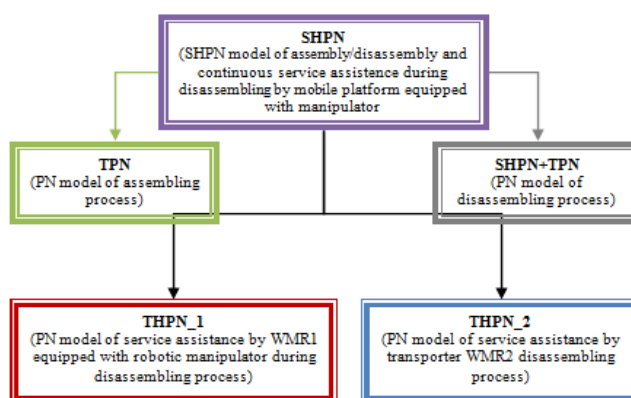 SHPN
(SHPN model of assembly/disassembly and
continuous service assistence during
disassembling by mobile platform equipped
with manipulator
TPN
(PN model of assembling
process)
SHPN+TPN
(PN model of
disassembling process)
THPN_1
(PN model of service assistance by WMR1
equipped with robotic manipulator during
disassembling process)
THPN_2
(PN model of service assistance by
transporter WMR2 disassembling
process)